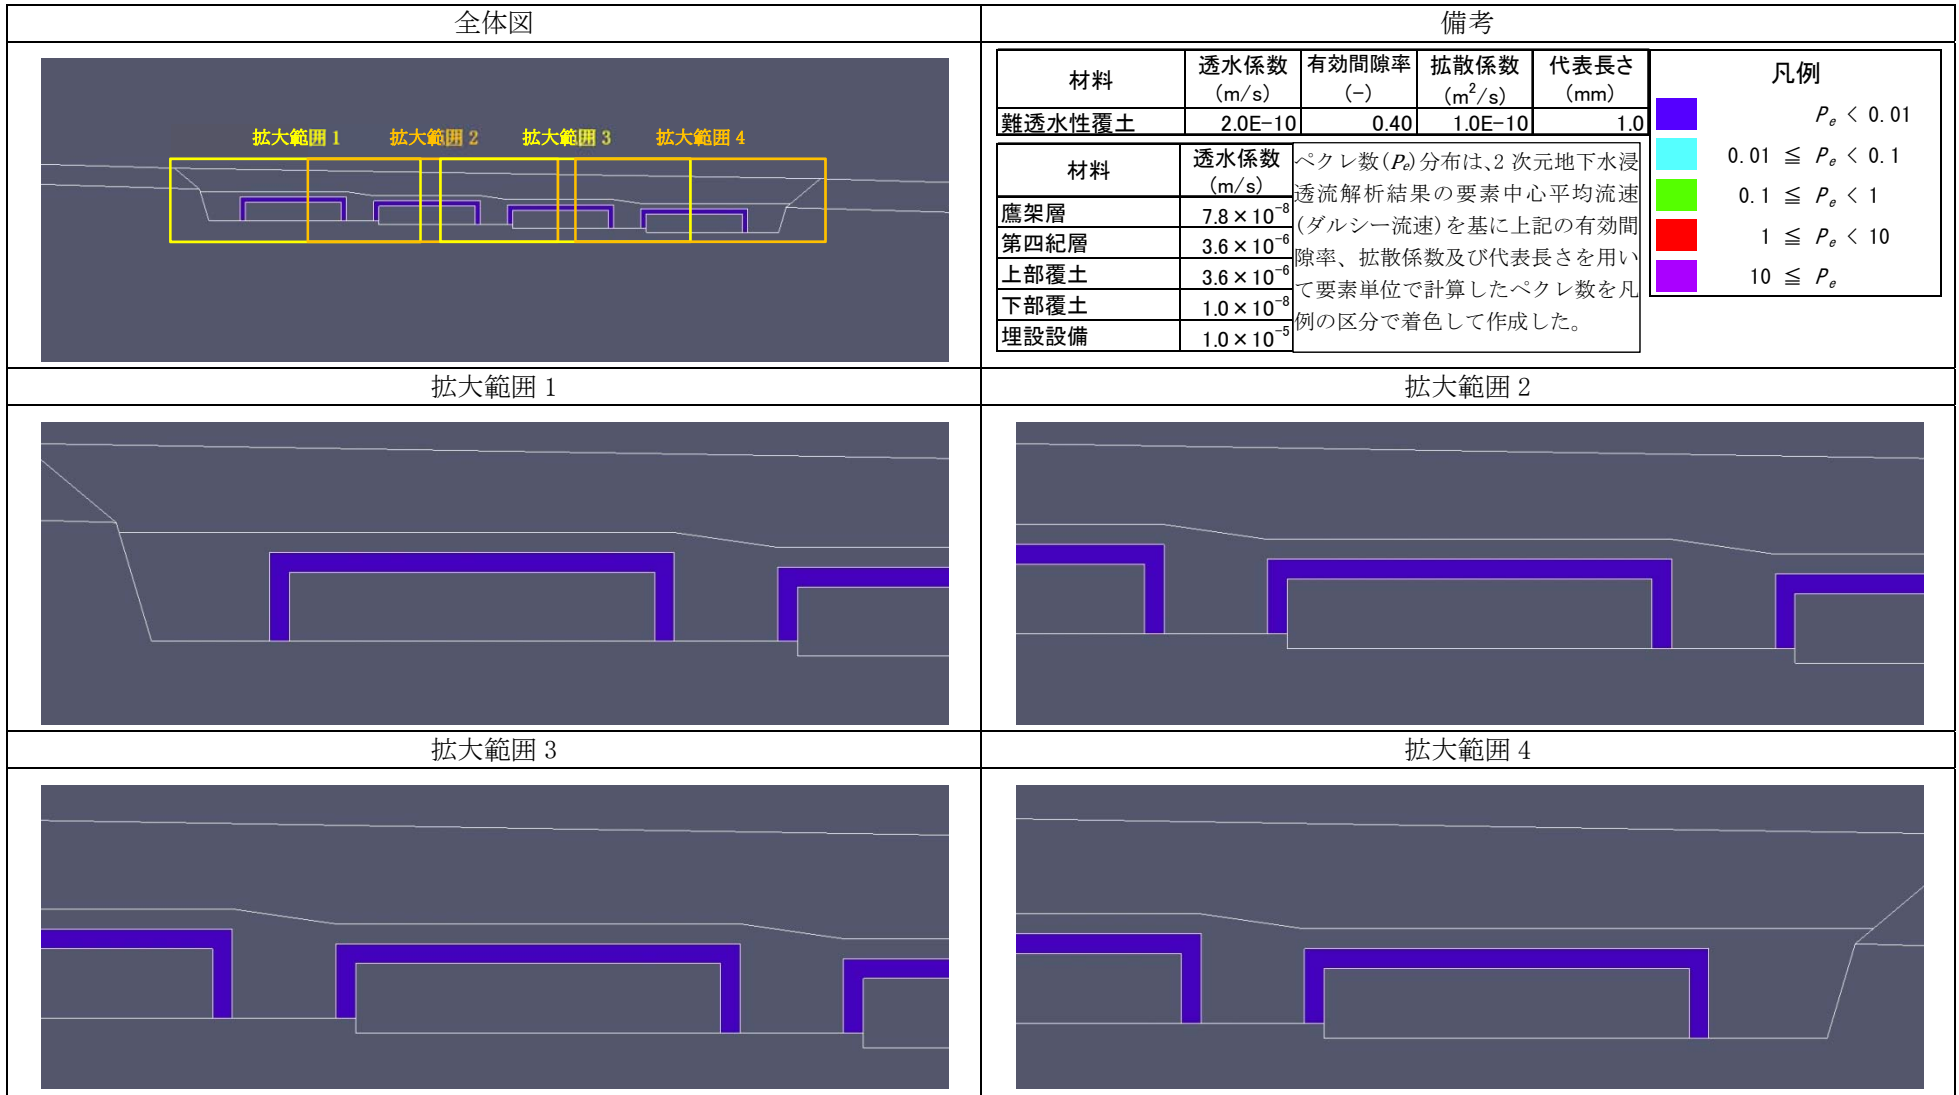 全体図
拡大範囲 1
拡大範囲 2
拡大範囲 3
拡大範囲 4
備考
材料 透水係数 (m/s) 有効間隙率 (-) 拡散係数 (m²/s) 代表長さ (mm)
難透水性覆土 2.0E-10 0.40 1.0E-10 1.0
材料 透水係数 (m/s)
鷹架層 7.8×10⁻⁸
第四紀層 3.6×10⁻⁶
上部覆土 3.6×10⁻⁶
下部覆土 1.0×10⁻⁸
埋設設備 1.0×10⁻⁵
ペクレ数(Pe)分布は、2 次元地下水浸
透流解析結果の要素中心平均流速
(ダルシー流速)を基に上記の有効間
隙率、拡散係数及び代表長さを用い
て要素単位で計算したペクレ数を凡
例の区分で着色して作成した。
凡例
Pe < 0.01
0.01 ≦ Pe < 0.1
0.1 ≦ Pe < 1
1 ≦ Pe < 10
10 ≦ Pe
拡大範囲 1
拡大範囲 2
拡大範囲 3
拡大範囲 4